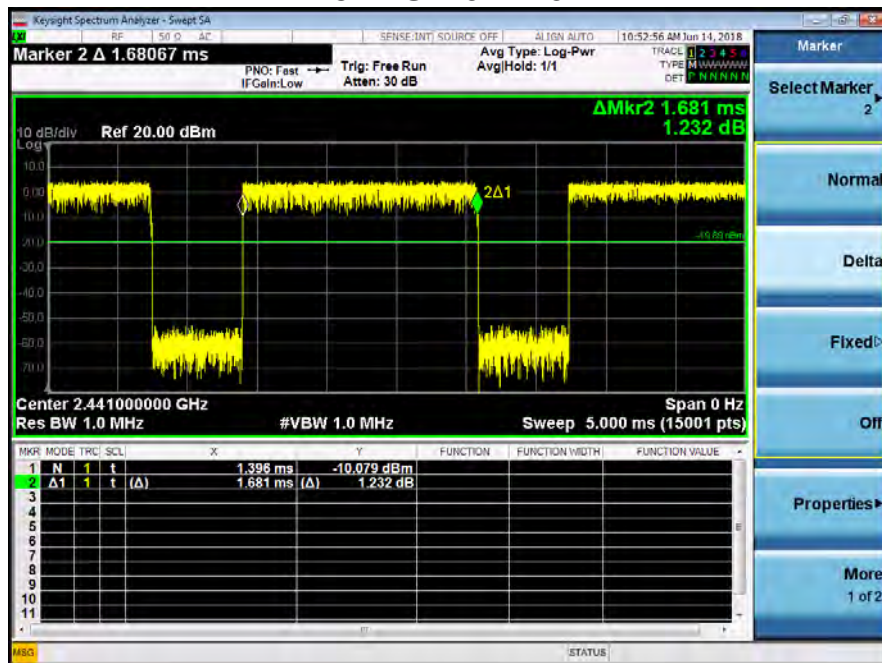 Keysight Spectrum Analyzer - Swept SA
RF 50 Ω AC SENSE:INT SOURCE OFF ALIGN AUTO 10:52:56 AM Jun 14, 2018
Marker 2 Δ 1.68067 ms
PNO: Fast
IFGain:Low
Trig: Free Run
Atten: 30 dB
Avg Type: Log-Pwr
Avg|Hold: 1/1
TRACE 1 2 3 4 5 6
TYPE M WWWWW
DET P N N N N N
ΔMkr2 1.681 ms
1.232 dB
10 dB/div Ref 20.00 dBm
Log
10.0
0.00
2Δ1
-10.0
-20.0
-30.0
-40.0
-60.0
-70.0
Center 2.441000000 GHz Span 0 Hz
Res BW 1.0 MHz #VBW 1.0 MHz Sweep 5.000 ms (15001 pts)
MKR MODE TRC SCL X Y FUNCTION FUNCTION WIDTH FUNCTION VALUE
1 N 1 t 1.396 ms -10.079 dBm
2 Δ1 1 t (Δ) 1.681 ms (Δ) 1.232 dB
3
4
5
6
7
8
9
10
11
MSG STATUS
Marker
Select Marker
2
Normal
Delta
Fixed
Off
Properties
More
1 of 2